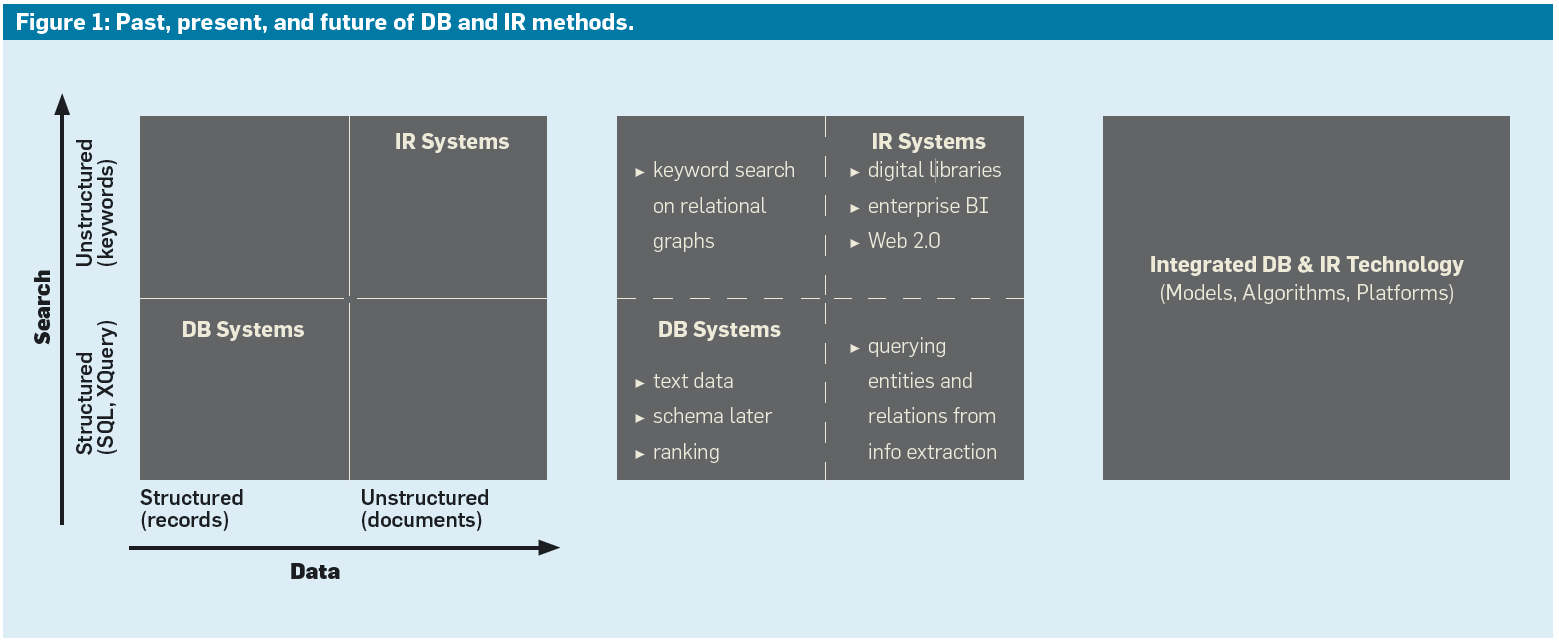 Figure 1: Past, present, and future of DB and IR methods.
Search
Unstructured
(keywords)
Structured
(SQL, XQuery)
IR Systems
DB Systems
Structured
(records)
Unstructured
(documents)
Data
▸ keyword search
on relational
graphs
IR Systems
▸ digital libraries
▸ enterprise BI
▸ Web 2.0
DB Systems
▸ text data
▸ schema later
▸ ranking
▸ querying
entities and
relations from
info extraction
Integrated DB & IR Technology
(Models, Algorithms, Platforms)